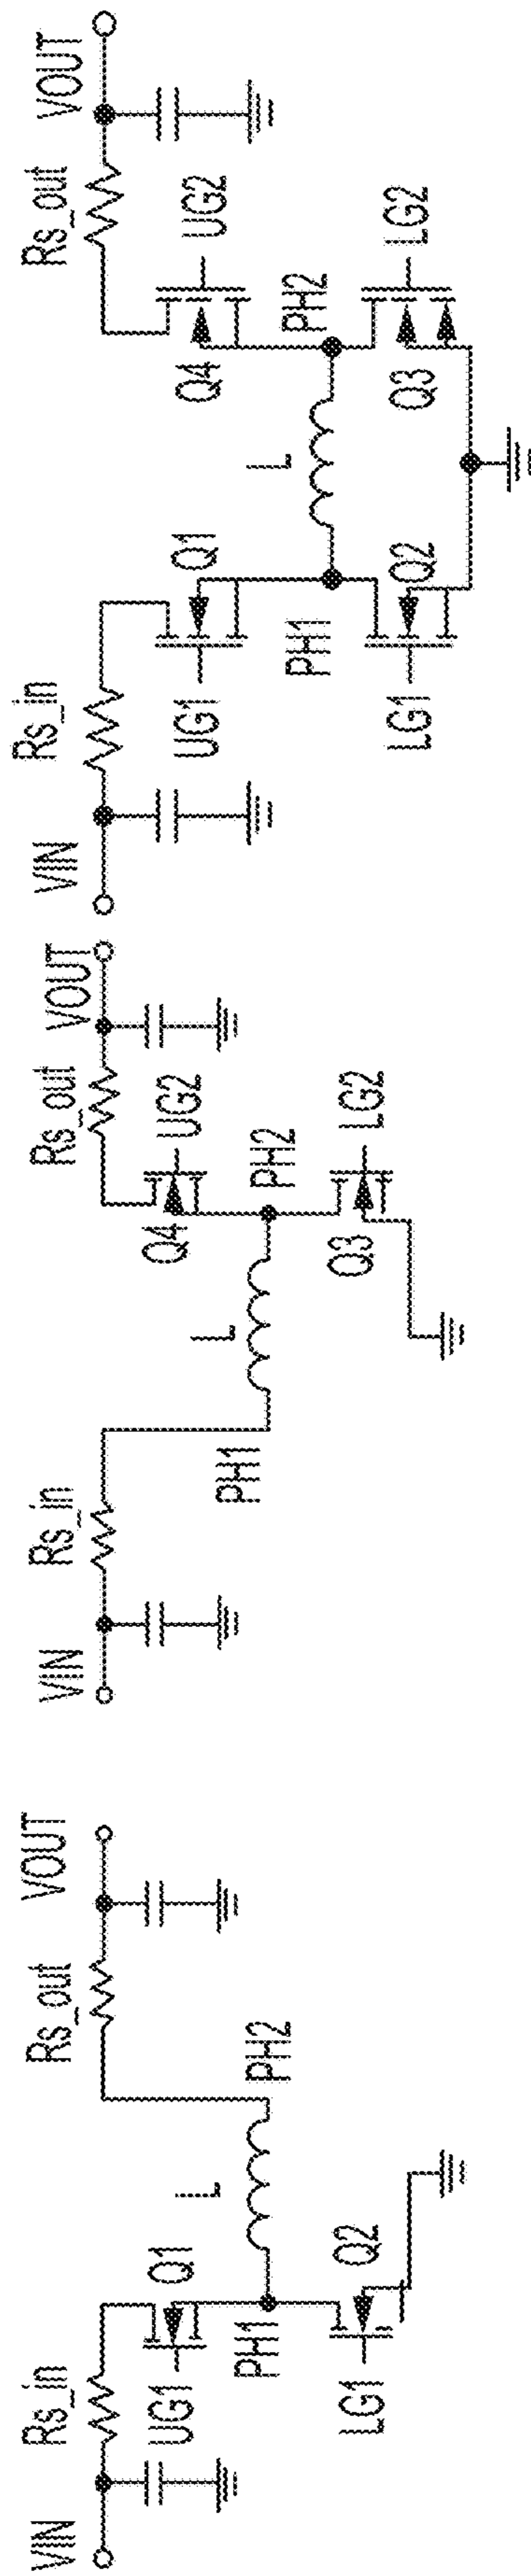 VIN
Rs_in
UG1
Q1
PH1
L
PH2
LG1
Q2
Rs_out
VOUT
VIN
Rs_in
PH1
L
PH2
Q4
UG2
Q3
LG2
Rs_out
VOUT
VIN
Rs_in
UG1
Q1
PH1
L
PH2
LG1
Q2
Q4
UG2
Q3
LG2
Rs_out
VOUT